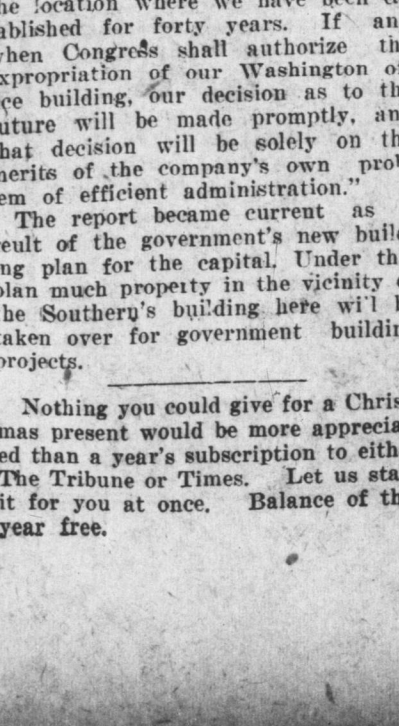 he location where we have been e
ablished for forty years. If an
when Congress shall authorize th
xpropriation of our Washington o
ce building, our decision as to th
uture will be made promptly, an
hat decision will be solely on th
merits of the company's own prob
em of efficient administration."
The report became current as
reult of the government's new buil
ng plan for the capital. Under th
plan much property in the vicinity
the Southern's building here wi'l b
taken over for government buildin
projects.
Nothing you could give for a Chris
mas present would be more apprecia
ed than a year's subscription to eith
The Tribune or Times. Let us sta
it for you at once. Balance of th
year free.